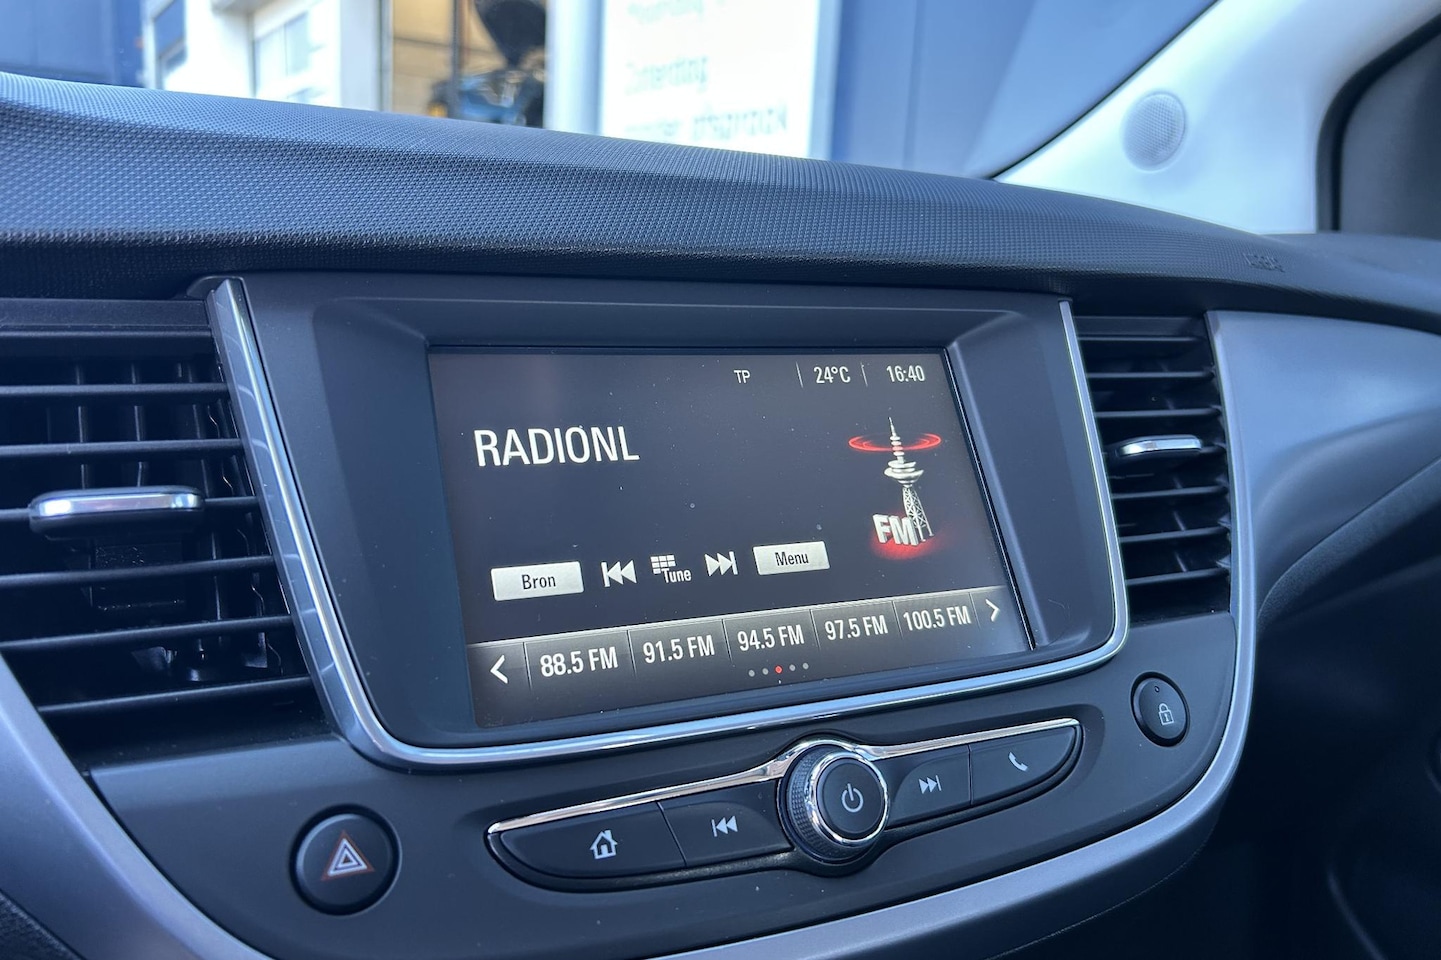 TP 24°C 16:40
RADIONL
FM
Bron Tune Menu
88.5 FM 91.5 FM 94.5 FM 97.5 FM 100.5 FM